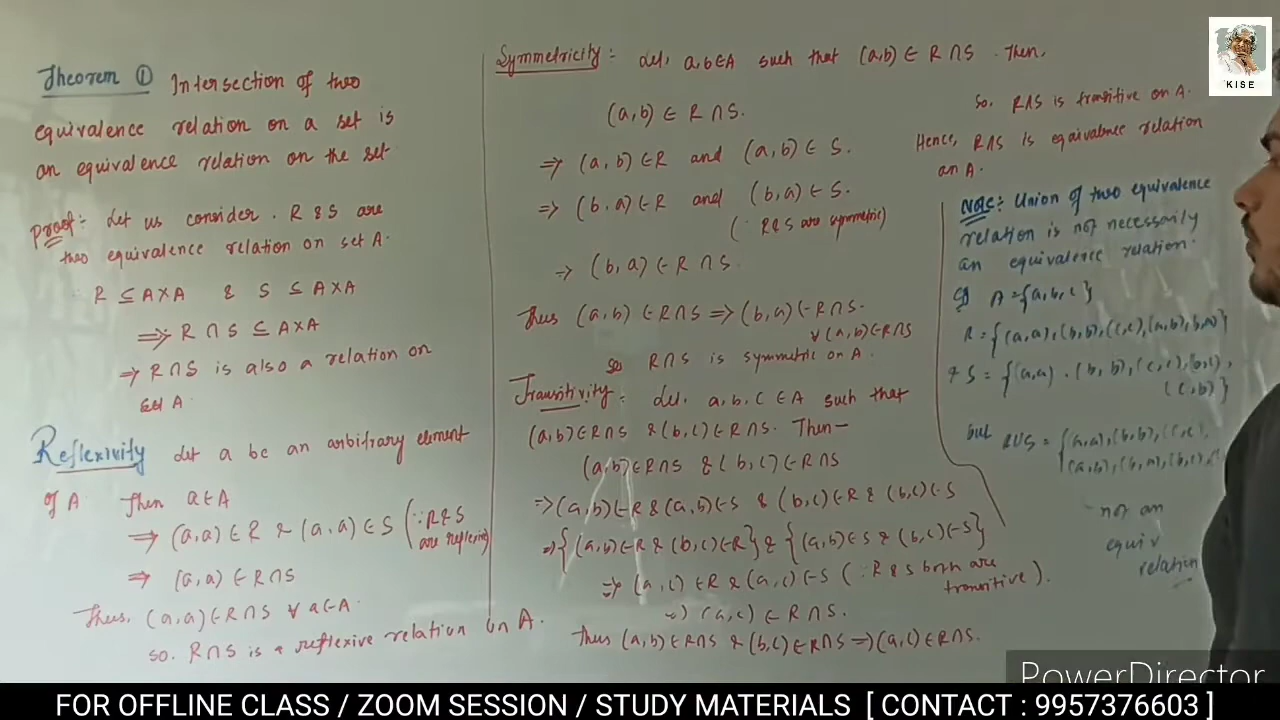 Theorem ① Intersection of two
equivalence relation on a set is
an equivalence relation on the set
Proof:- Let us consider. R & S are
two equivalence relation on set A.
∴ R ⊆ A×A & S ⊆ A×A
⇒ R ∩ S ⊆ A×A
⇒ R ∩ S is also a relation on
set A.
Reflexivity Let a be an arbitrary element
of A Then a∈A
⇒ (a,a) ∈ R & (a,a) ∈ S (∵ R & S
are reflexive)
⇒ (a,a) ∈ R∩S
Thus, (a,a) ∈ R∩S ∀ a∈A.
So. R∩S is a reflexive relation on A.
Symmetricity:- Let. a,b∈A such that (a,b) ∈ R∩S. Then,
(a,b) ∈ R∩S.
⇒ (a,b) ∈R and (a,b) ∈ S.
⇒ (b,a) ∈R and (b,a) ∈ S.
(∵ R&S are symmetric)
⇒ (b,a) ∈ R∩S.
Thus (a,b) ∈R∩S ⇒ (b,a) ∈R∩S.
∀ (a,b)∈R∩S
So R∩S is symmetric on A.
Transitivity:- Let. a,b,c ∈A such that
(a,b)∈R∩S & (b,c)∈R∩S. Then-
(a,b)∈R∩S & (b,c)∈R∩S
⇒ (a,b)∈R & (a,b)∈S & (b,c)∈R & (b,c)∈S
⇒ {(a,b)∈R & (b,c)∈R} & {(a,b)∈S & (b,c)∈S}
⇒ (a,c) ∈R & (a,c)∈S (∵ R & S both are
transitive).
⇒ (a,c) ∈ R∩S.
Thus (a,b)∈R∩S & (b,c)∈R∩S ⇒ (a,c)∈R∩S.
So. R∩S is transitive on A.
Hence, R∩S is equivalence relation
on A.
Note: Union of two equivalence
relation is not necessarily
an equivalence relation.
eg A={a,b,c}
R={(a,a),(b,b),(c,c),(a,b),(b,a)}
& S={(a,a).(b,b),(c,c),(b,c),
(c,b)}
but R∪S={(a,a),(b,b),(c,c),
(a,b),(b,a),(b,c),
not an
equiv
relation
KISE
PowerDirector
FOR OFFLINE CLASS / ZOOM SESSION / STUDY MATERIALS [ CONTACT : 9957376603 ]